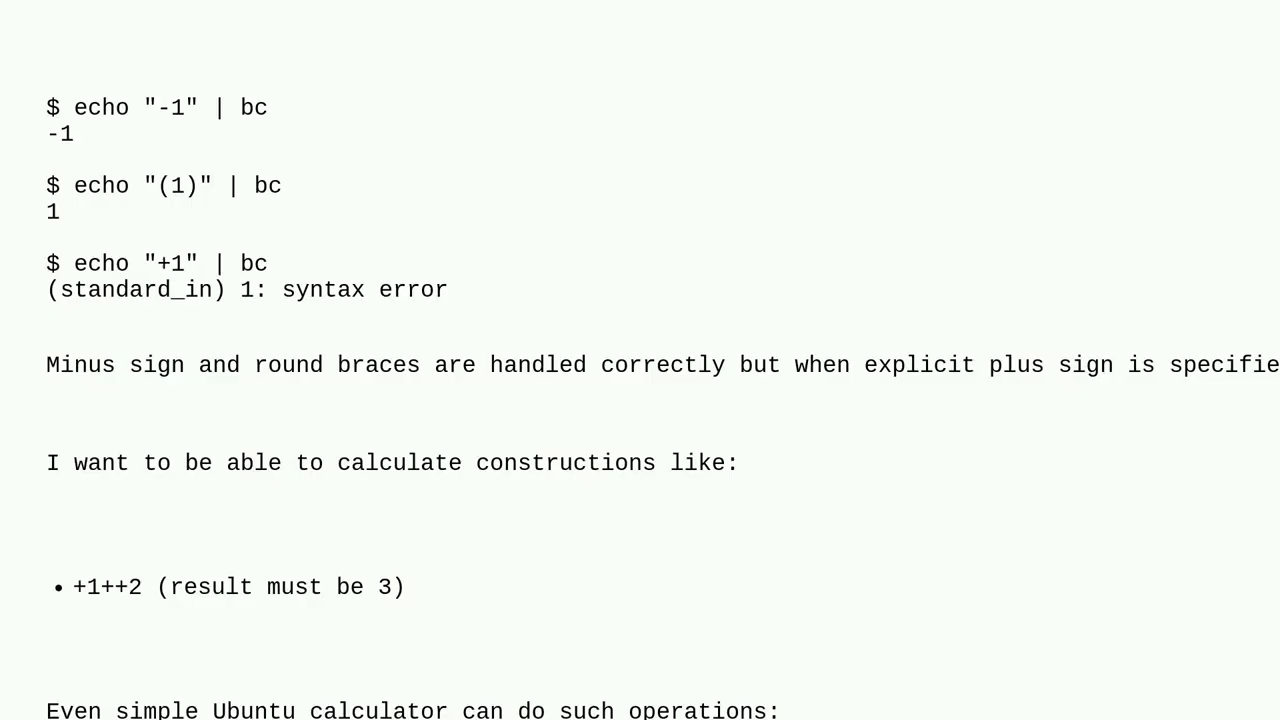 $ echo "-1" | bc
-1
$ echo "(1)" | bc
1
$ echo "+1" | bc
(standard_in) 1: syntax error
Minus sign and round braces are handled correctly but when explicit plus sign is specifie
I want to be able to calculate constructions like:
• +1++2 (result must be 3)
Even simple Ubuntu calculator can do such operations: